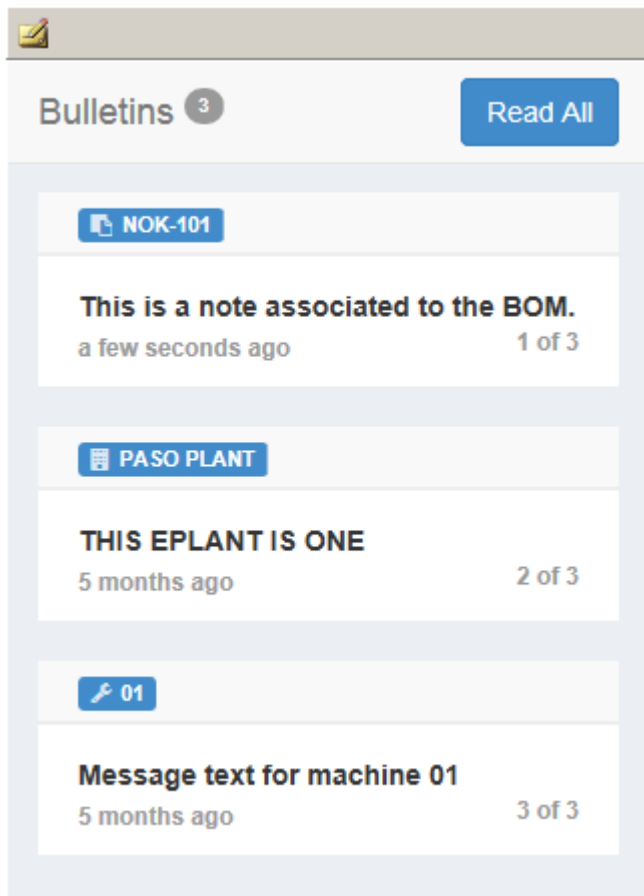 Bulletins 3
Read All
NOK-101
This is a note associated to the BOM.
a few seconds ago
1 of 3
PASO PLANT
THIS EPLANT IS ONE
5 months ago
2 of 3
01
Message text for machine 01
5 months ago
3 of 3